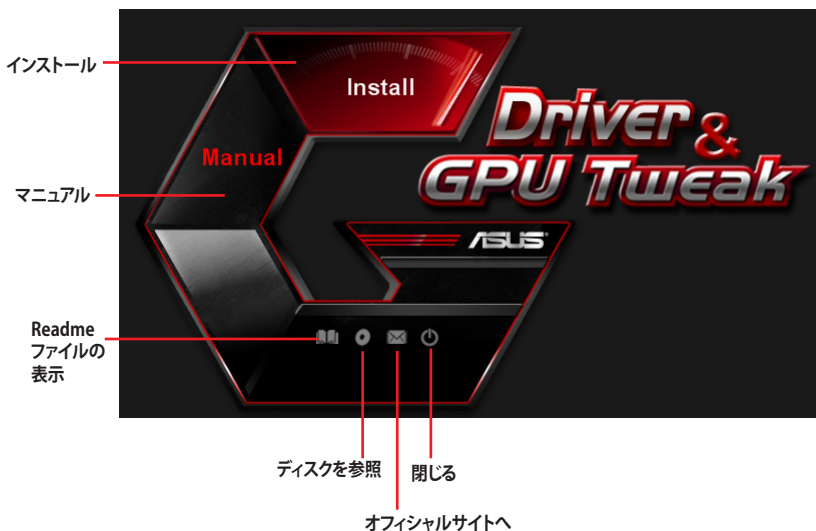 インストール
Install
Driver &
GPU Tweak
Manual
マニュアル
ASUS
Readme
ファイルの
表示
ディスクを参照
閉じる
オフィシャルサイトへ